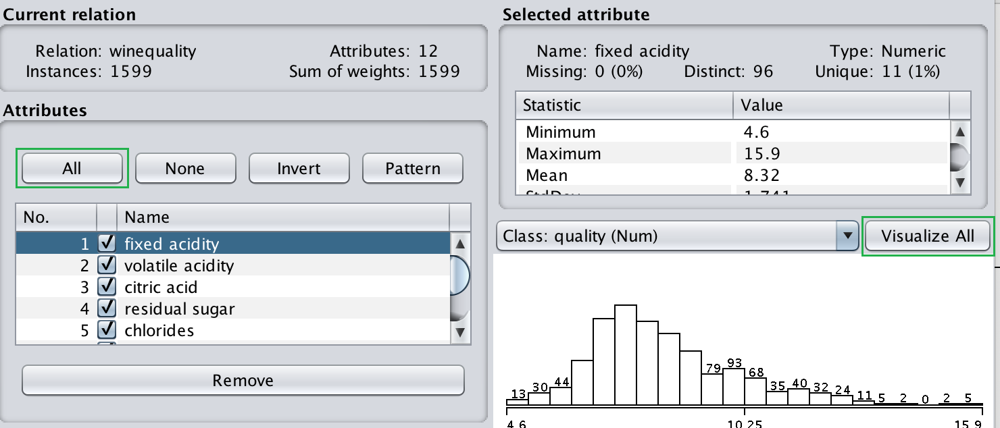 Current relation
Relation: winequality
Attributes: 12
Instances: 1599
Sum of weights: 1599
Attributes
All
None
Invert
Pattern
No.
Name
1 fixed acidity
2 volatile acidity
3 citric acid
4 residual sugar
5 chlorides
Remove
Selected attribute
Name: fixed acidity
Type: Numeric
Missing: 0 (0%)
Distinct: 96
Unique: 11 (1%)
Statistic
Value
Minimum 4.6
Maximum 15.9
Mean 8.32
StdDev 1.741
Class: quality (Num)
Visualize All
13 30 44 79 93 68 35 40 32 24 11 5 2 0 2 5
4.6 10.25 15.9